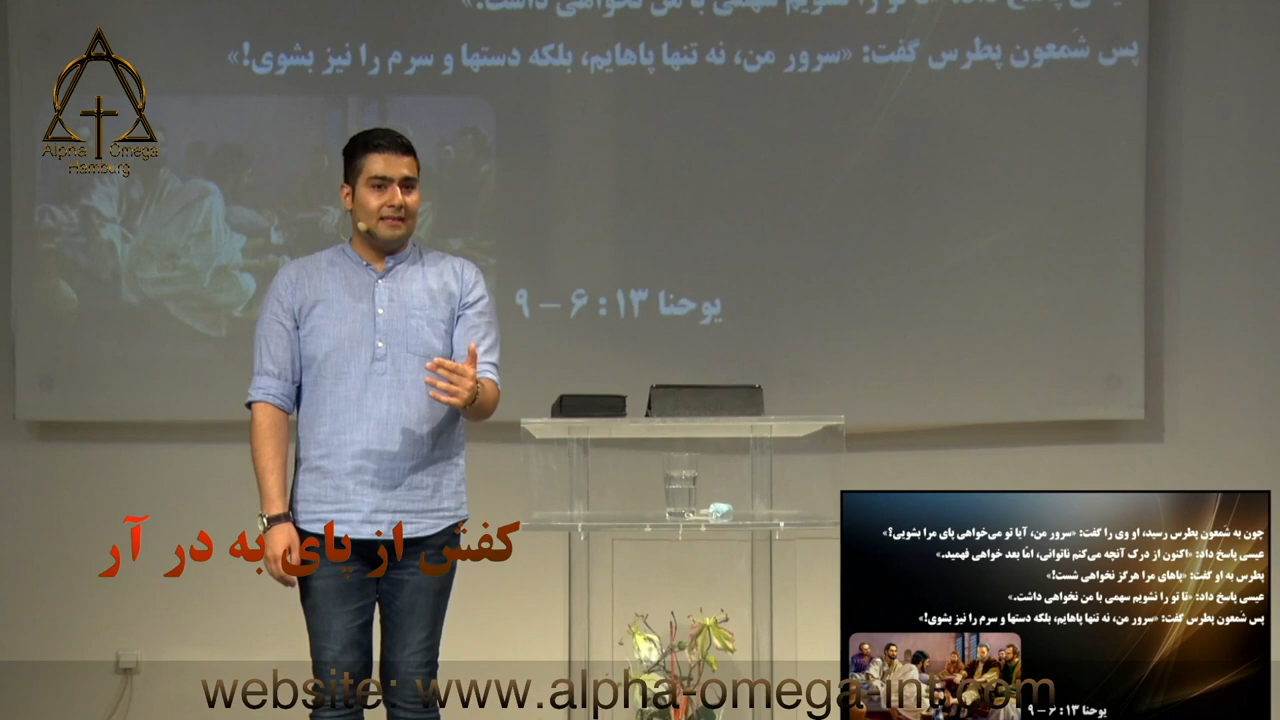 پس شَمعون پطرس گفت: «سرور من، نه تنها پاهایم، بلکه دستها و سرم را نیز بشوی!»
یوحنا ۱۳ : ۶ – ۹
Alpha Omega
Hamburg
کفش از پای به در آر
چون به شَمعون پطرس رسید، او وی را گفت: «سرور من، آیا تو می‌خواهی پای مرا بشویی؟»
عیسی پاسخ داد: «اکنون از درک آنچه می‌کنم ناتوانی، امّا بعد خواهی فهمید.»
پطرس به او گفت: «پاهای مرا هرگز نخواهی شست!»
عیسی پاسخ داد: «تا تو را نشویم سهمی با من نخواهی داشت.»
پس شَمعون پطرس گفت: «سرور من، نه تنها پاهایم، بلکه دستها و سرم را نیز بشوی!»
یوحنا ۱۳ : ۶ – ۹
website: www.alpha-omega-int.com